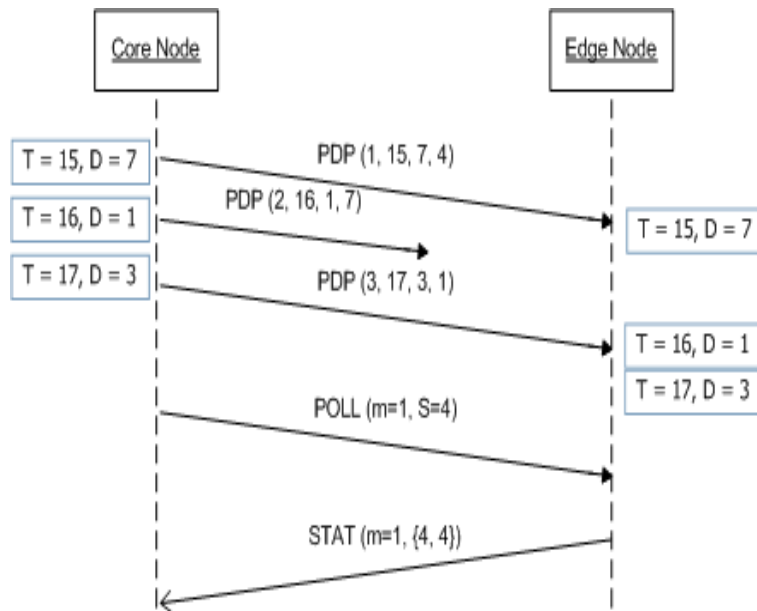 Core Node
Edge Node
T = 15, D = 7
PDP (1, 15, 7, 4)
PDP (2, 16, 1, 7)
T = 16, D = 1
T = 15, D = 7
T = 17, D = 3
PDP (3, 17, 3, 1)
T = 16, D = 1
T = 17, D = 3
POLL (m=1, S=4)
STAT (m=1, {4, 4})